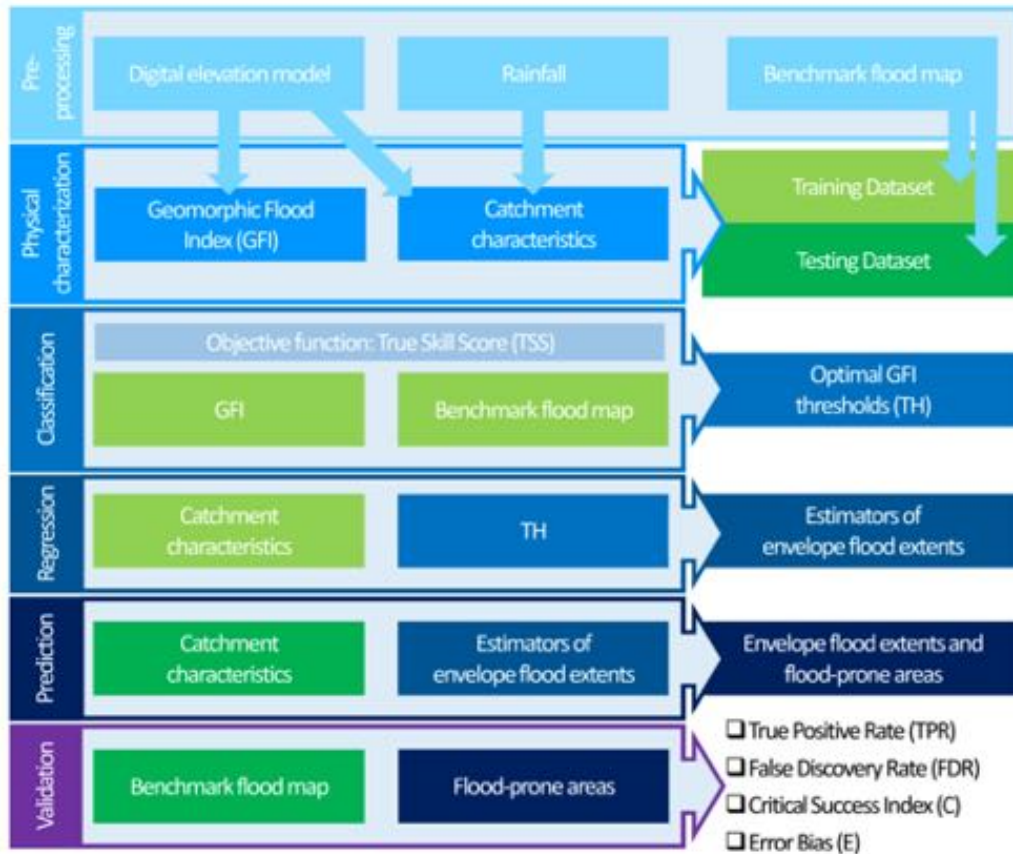 Pre-
processing
Digital elevation model
Rainfall
Benchmark flood map
Physical
characterization
Geomorphic Flood
Index (GFI)
Catchment
characteristics
Training Dataset
Testing Dataset
Classification
Objective function: True Skill Score (TSS)
GFI
Benchmark flood map
Optimal GFI
thresholds (TH)
Regression
Catchment
characteristics
TH
Estimators of
envelope flood extents
Prediction
Catchment
characteristics
Estimators of
envelope flood extents
Envelope flood extents and
flood-prone areas
Validation
Benchmark flood map
Flood-prone areas
❑ True Positive Rate (TPR)
❑ False Discovery Rate (FDR)
❑ Critical Success Index (C)
❑ Error Bias (E)